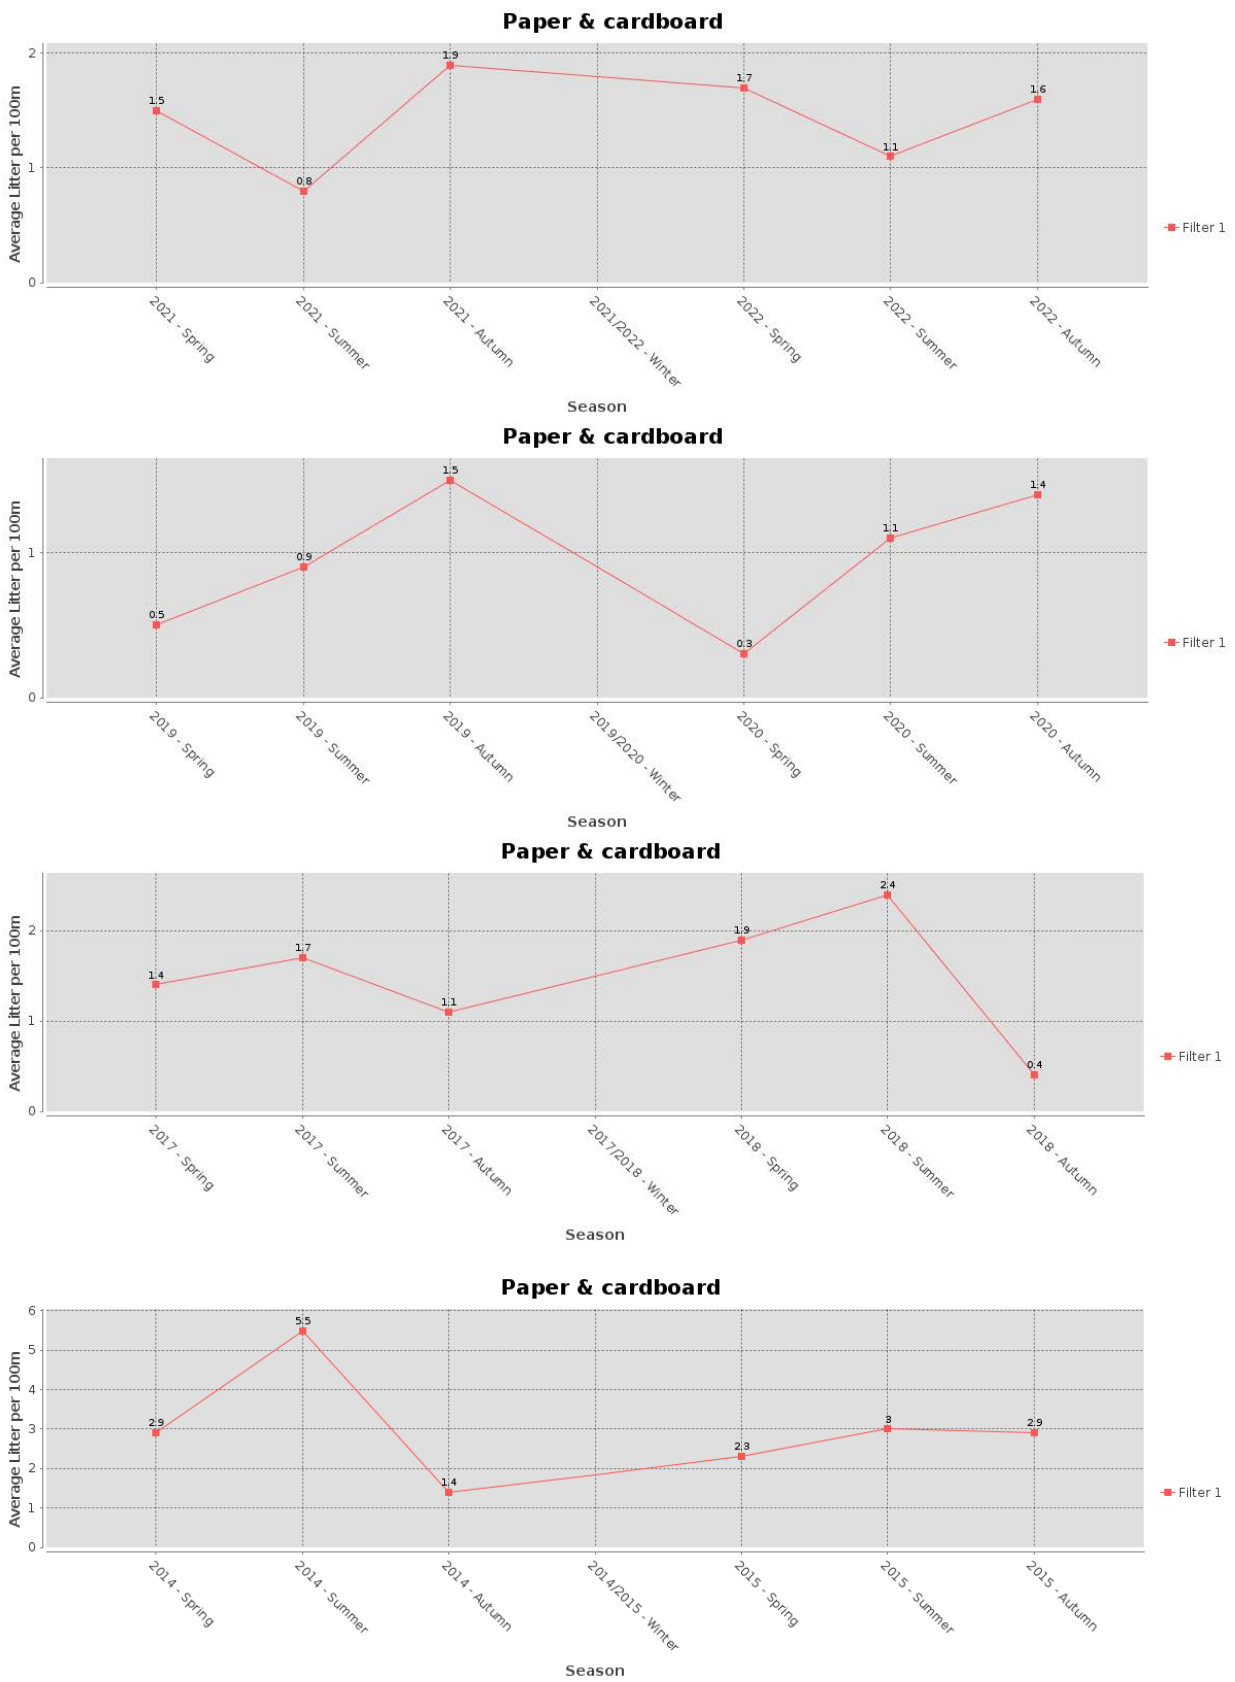 Paper & cardboard
Average Litter per 100m
2
1
0
1.5
0.8
1.9
1.7
1.1
1.6
Filter 1
2021 - Spring
2021 - Summer
2021 - Autumn
2021/2022 - Winter
2022 - Spring
2022 - Summer
2022 - Autumn
Season
Paper & cardboard
Average Litter per 100m
1
0
0.5
0.9
1.5
0.3
1.1
1.4
Filter 1
2019 - Spring
2019 - Summer
2019 - Autumn
2019/2020 - Winter
2020 - Spring
2020 - Summer
2020 - Autumn
Season
Paper & cardboard
Average Litter per 100m
2
1
0
1.4
1.7
1.1
1.9
2.4
0.4
Filter 1
2017 - Spring
2017 - Summer
2017 - Autumn
2017/2018 - Winter
2018 - Spring
2018 - Summer
2018 - Autumn
Season
Paper & cardboard
Average Litter per 100m
6
5
4
3
2
1
0
2.9
5.5
1.4
2.3
3
2.9
Filter 1
2014 - Spring
2014 - Summer
2014 - Autumn
2014/2015 - Winter
2015 - Spring
2015 - Summer
2015 - Autumn
Season